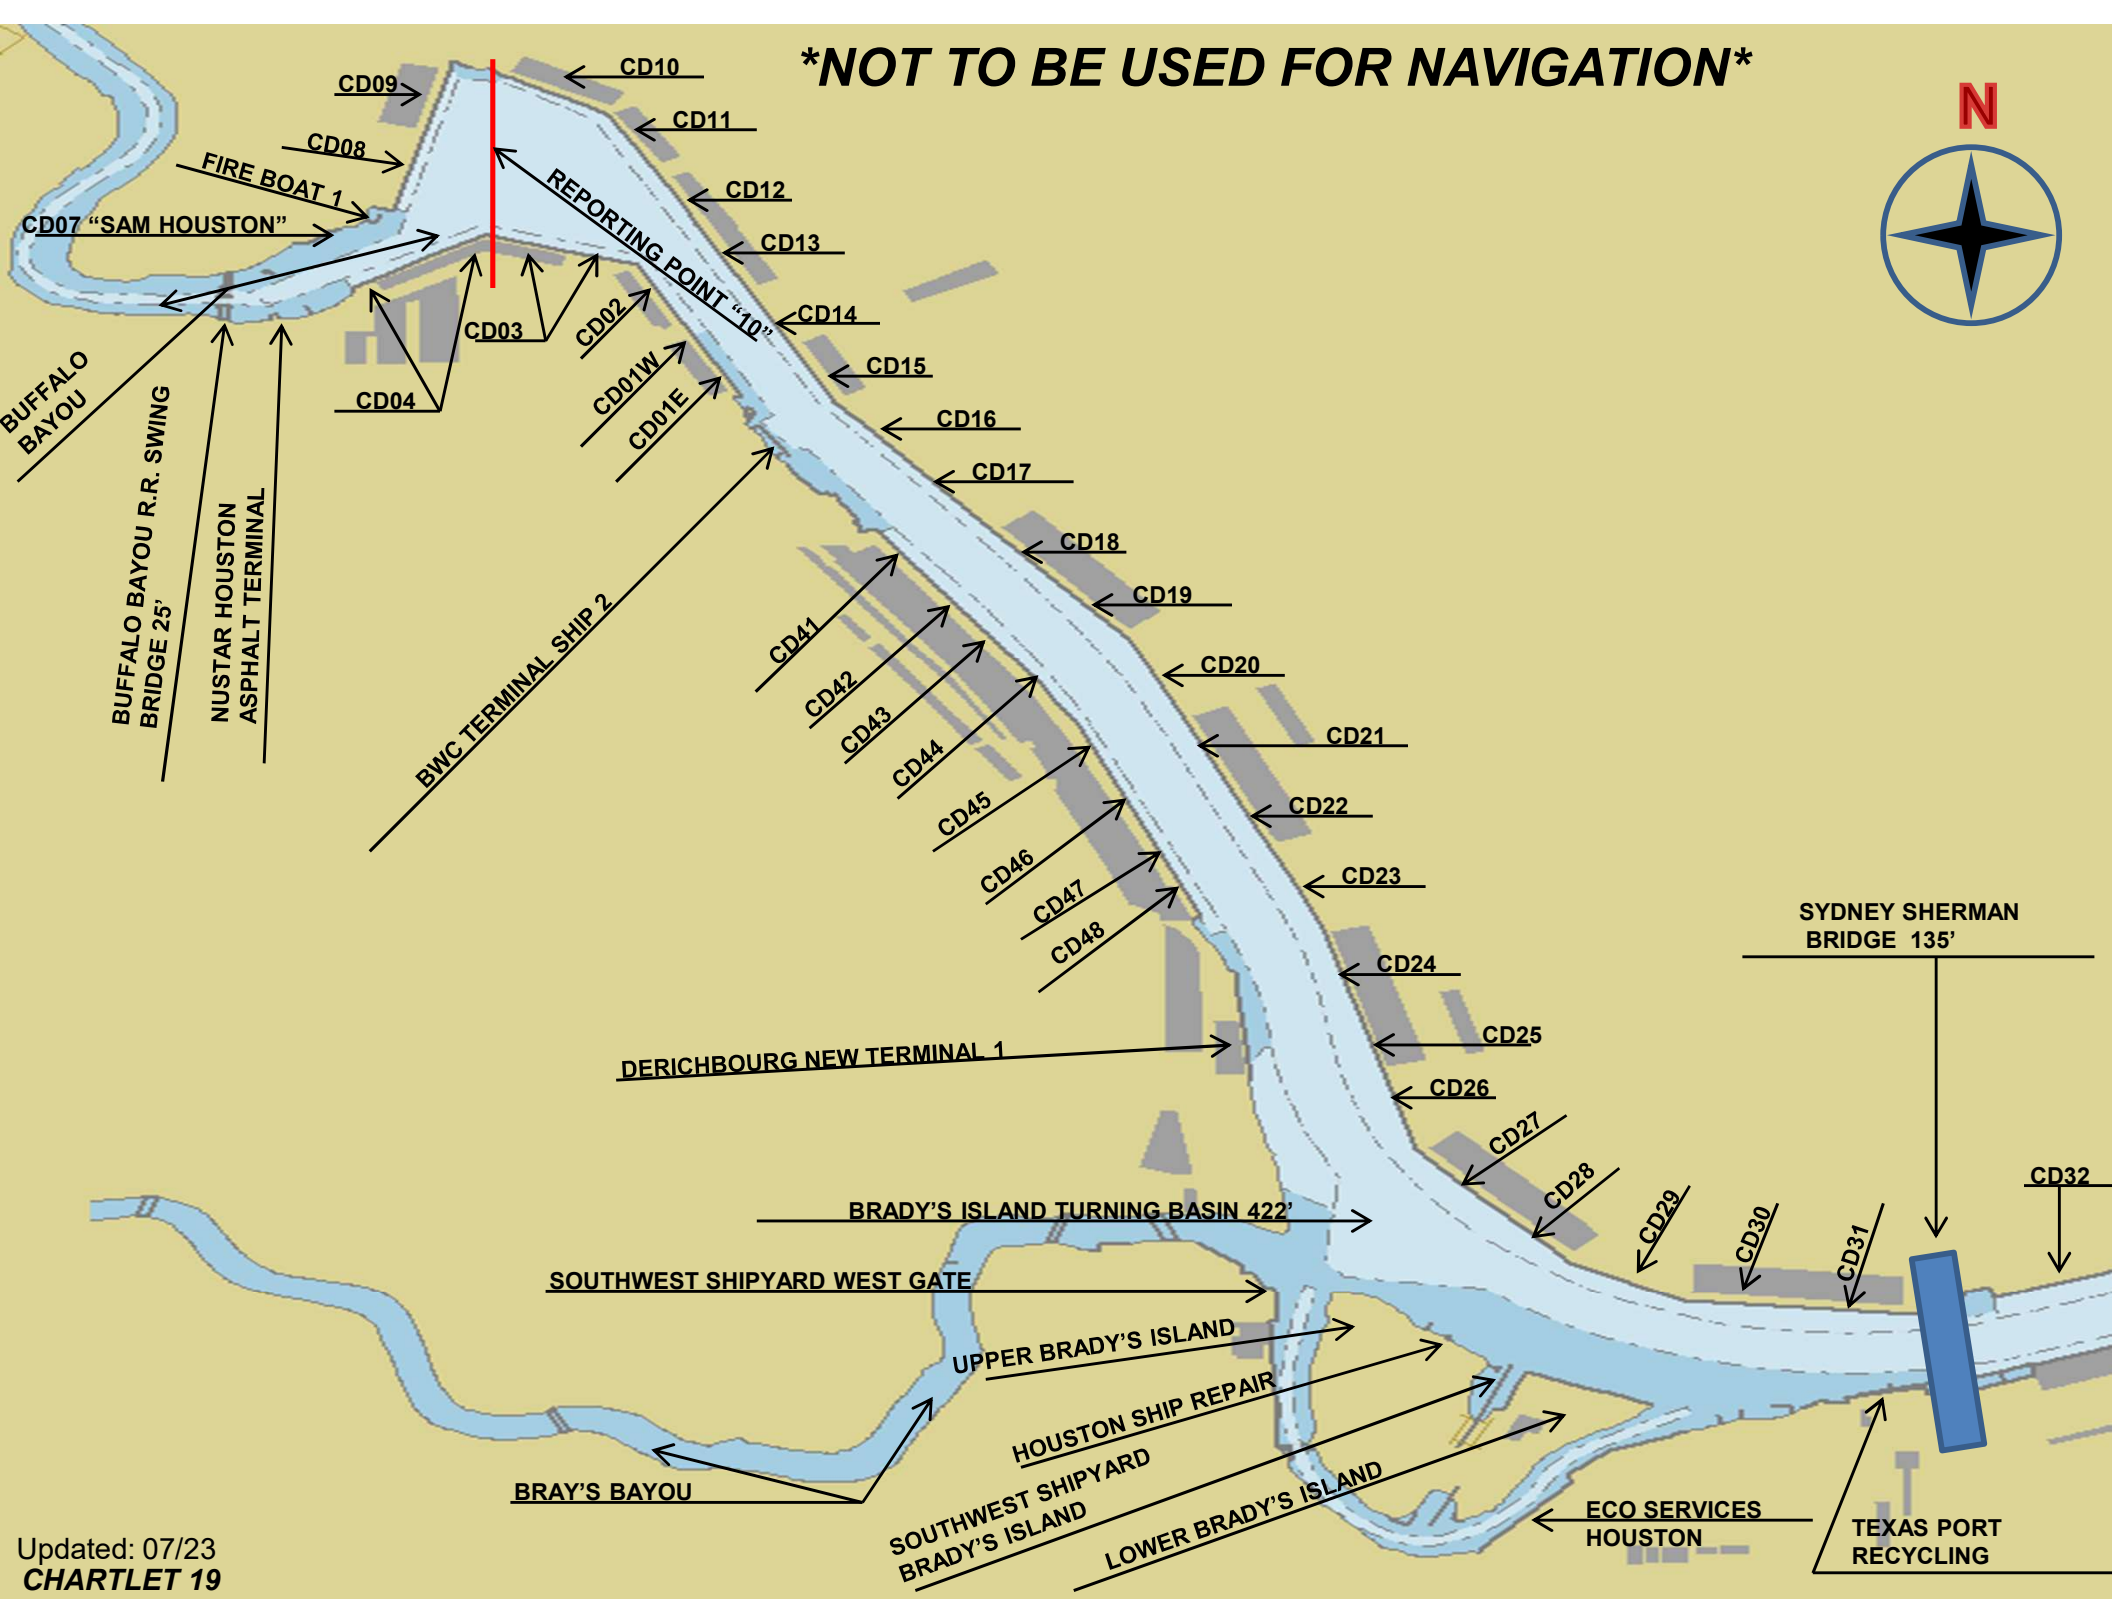 *NOT TO BE USED FOR NAVIGATION*
N
CD10
CD09
CD11
CD08
FIRE BOAT 1
CD12
REPORTING POINT “10”
CD07 “SAM HOUSTON”
CD13
CD14
CD03
CD02
CD15
BUFFALO
BAYOU
CD04
CD01W
CD01E
CD16
CD17
BUFFALO BAYOU R.R. SWING
BRIDGE 25’
NUSTAR HOUSTON
ASPHALT TERMINAL
BWC TERMINAL SHIP 2
CD18
CD19
CD41
CD42
CD43
CD44
CD20
CD21
CD45
CD22
CD46
CD47
CD48
CD23
SYDNEY SHERMAN
BRIDGE 135’
CD24
CD25
DERICHBOURG NEW TERMINAL 1
CD26
CD27
CD28
CD32
CD29
CD30
CD31
BRADY’S ISLAND TURNING BASIN 422’
SOUTHWEST SHIPYARD WEST GATE
UPPER BRADY’S ISLAND
HOUSTON SHIP REPAIR
BRAY’S BAYOU
SOUTHWEST SHIPYARD
BRADY’S ISLAND
LOWER BRADY’S ISLAND
ECO SERVICES
HOUSTON
TEXAS PORT
RECYCLING
Updated: 07/23
CHARTLET 19